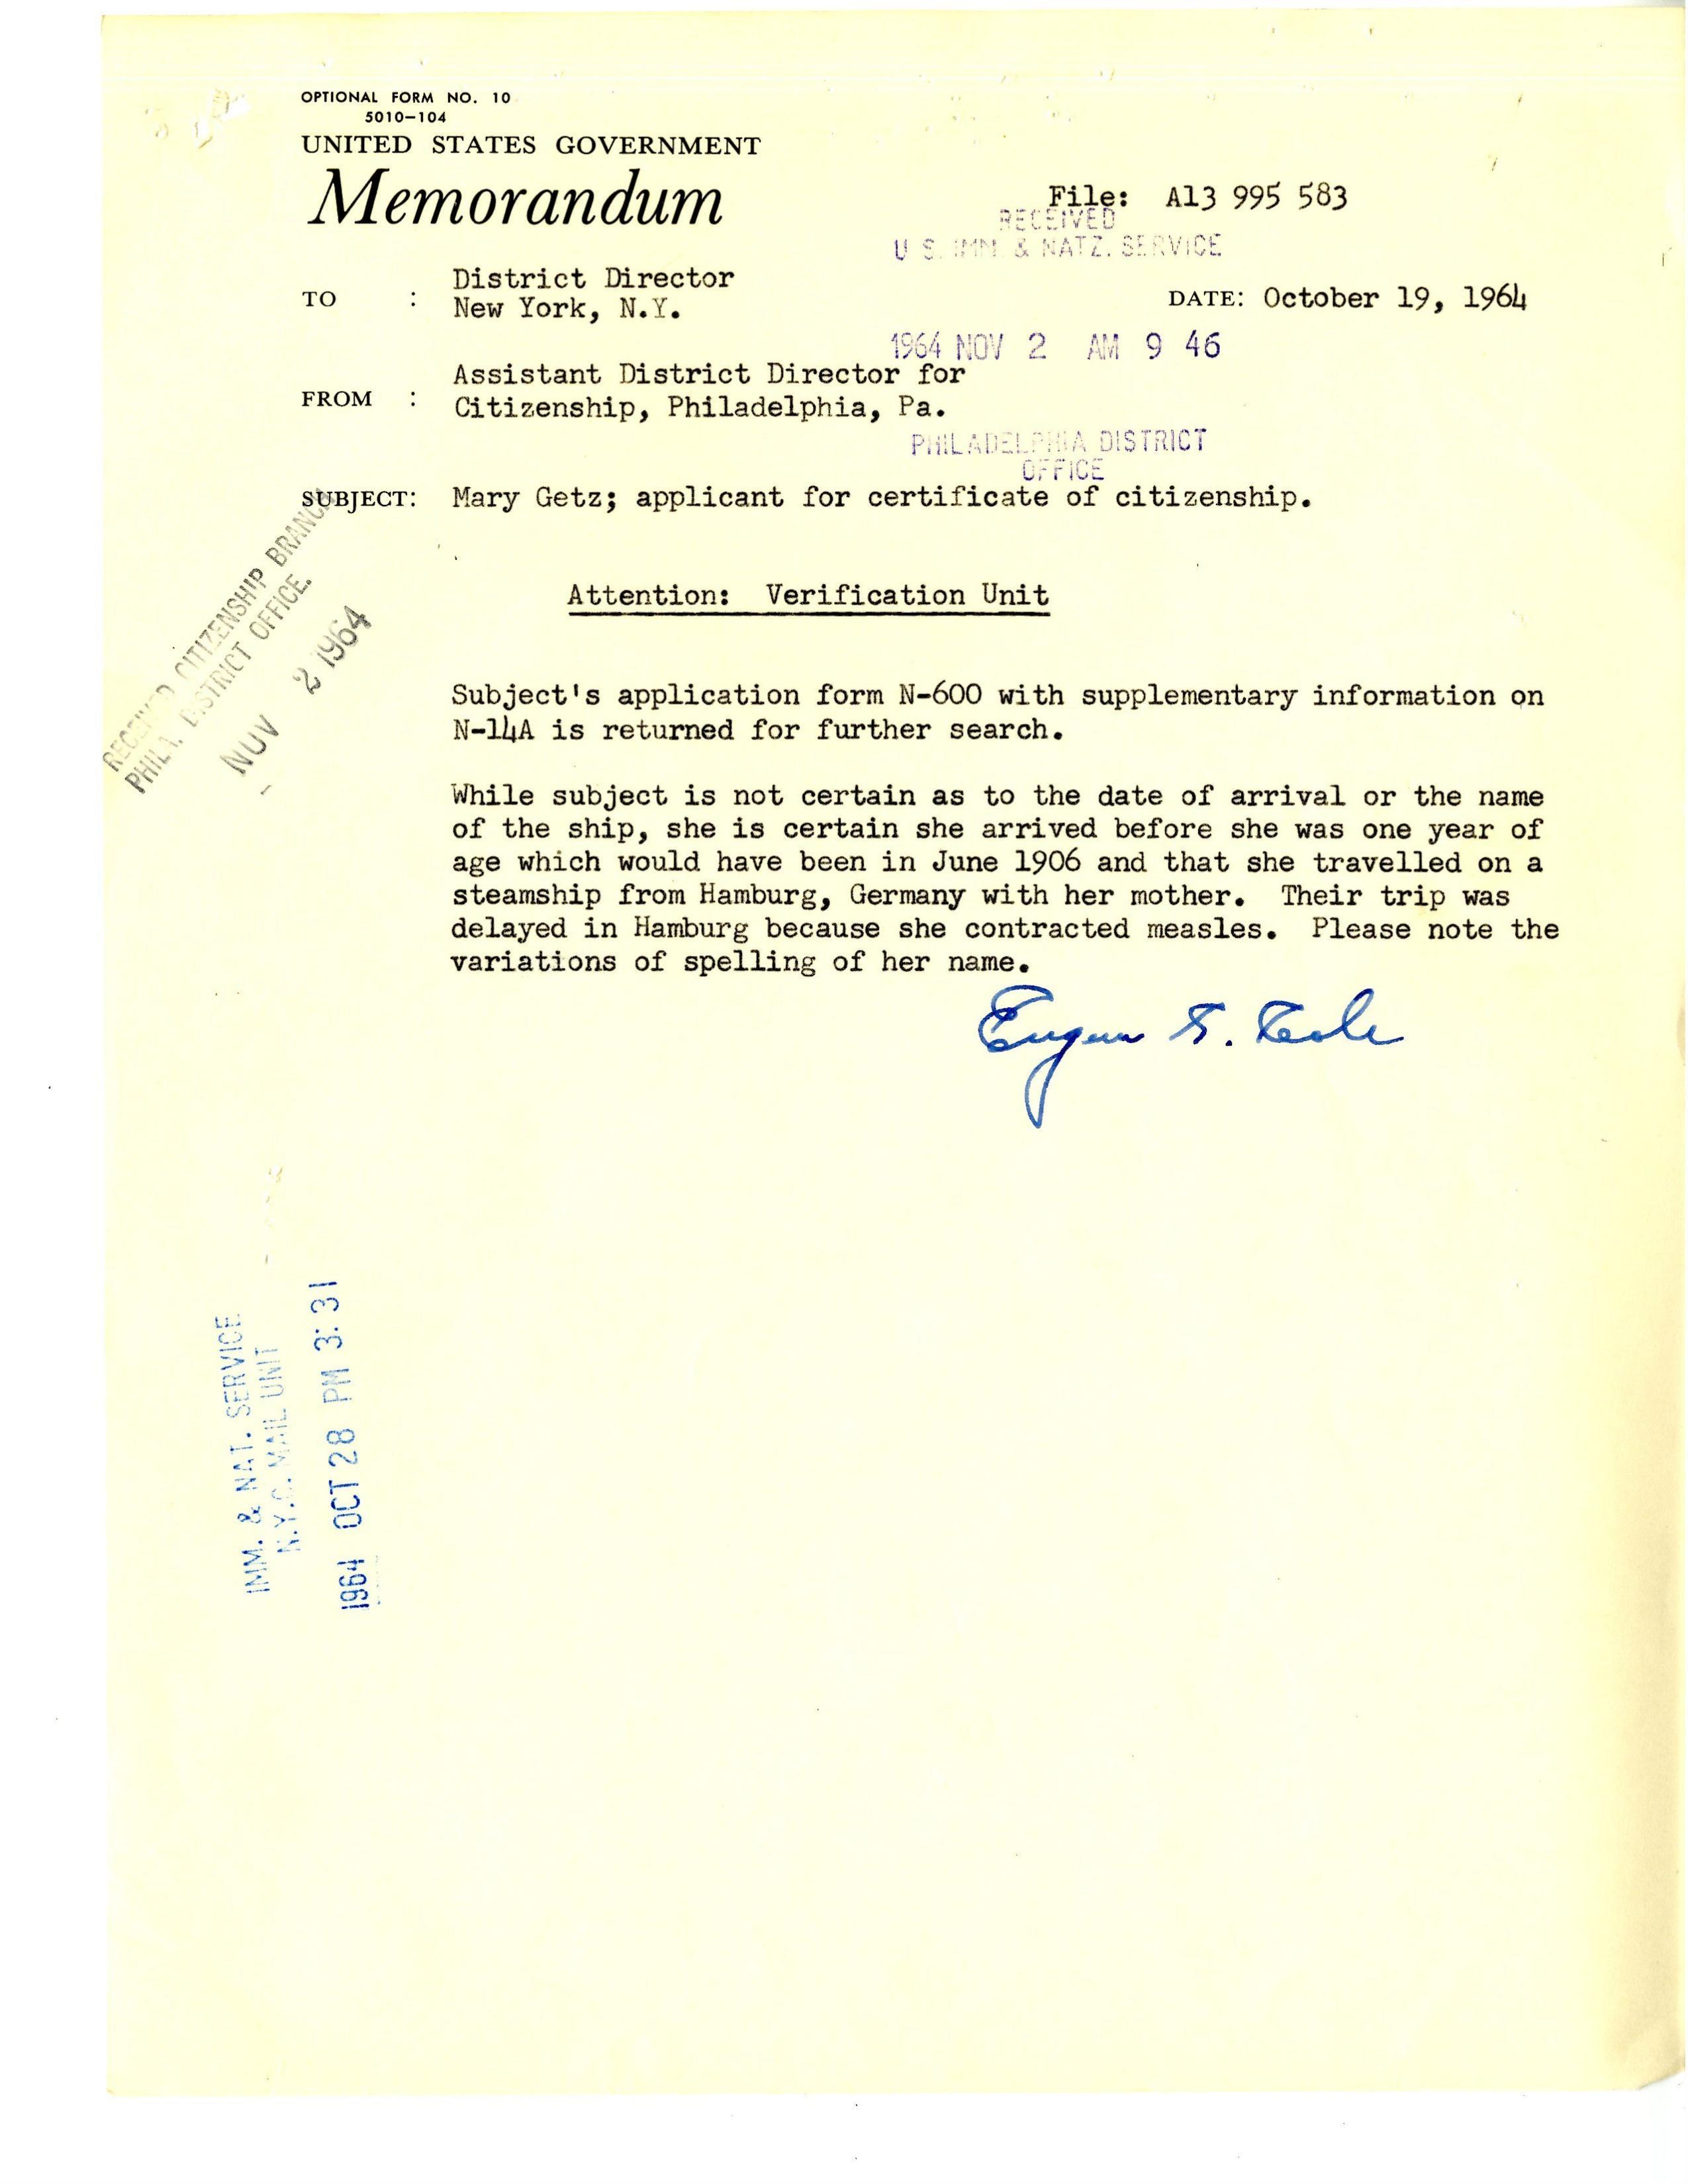 OPTIONAL FORM NO. 10
5010-104
UNITED STATES GOVERNMENT
Memorandum
File: A13 995 583
RECEIVED
U S. IMM. & NATZ. SERVICE
TO : District Director
New York, N.Y.
DATE: October 19, 1964
1964 NOV 2 AM 9 46
FROM : Assistant District Director for
Citizenship, Philadelphia, Pa.
PHILADELPHIA DISTRICT
OFFICE
SUBJECT: Mary Getz; applicant for certificate of citizenship.
RECEIVED CITIZENSHIP BRANCH
PHILA. DISTRICT OFFICE.
NOV 2 1964
Attention: Verification Unit
Subject's application form N-600 with supplementary information on
N-14A is returned for further search.
While subject is not certain as to the date of arrival or the name
of the ship, she is certain she arrived before she was one year of
age which would have been in June 1906 and that she travelled on a
steamship from Hamburg, Germany with her mother. Their trip was
delayed in Hamburg because she contracted measles. Please note the
variations of spelling of her name.
IMM. & NAT. SERVICE
N.Y.C. MAIL UNIT
1964 OCT 28 PM 3:31